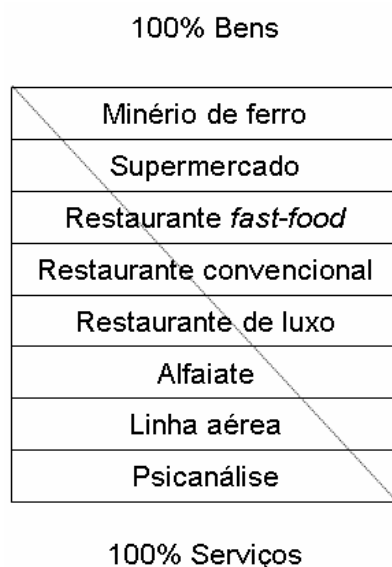 100% Bens
Minério de ferro
Supermercado
Restaurante fast-food
Restaurante convencional
Restaurante de luxo
Alfaiate
Linha aérea
Psicanálise
100% Serviços